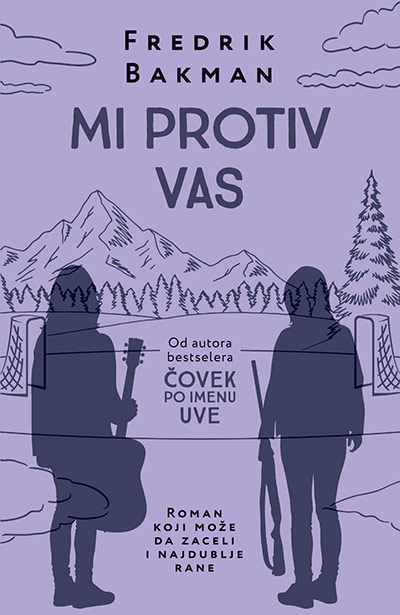 FREDRIK
BAKMAN
MI PROTIV
VAS
Od autora
bestselera
ČOVEK
PO IMENU
UVE
ROMAN
KOJI MOŽE
DA ZACELI
I NAJDUBLJE
RANE